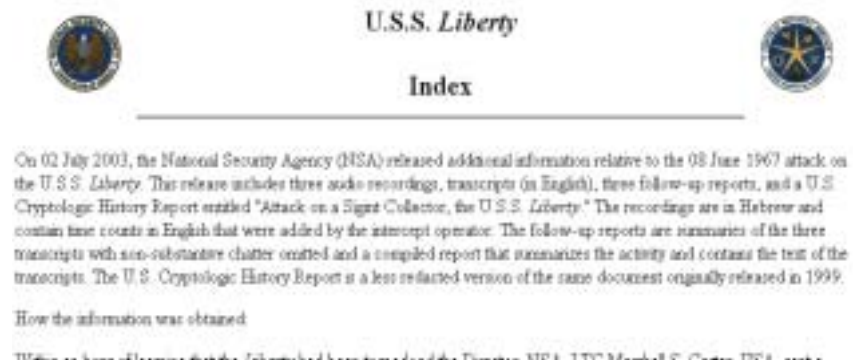 U.S.S. Liberty
Index
On 02 July 2003, the National Security Agency (NSA) released additional information relative to the 08 June 1967 attack on
the U.S.S. Liberty. This release includes three audio recordings, transcripts (in English), three follow-up reports, and a U.S.
Cryptologic History Report entitled "Attack on a Sigint Collector, the U.S.S. Liberty." The recordings are in Hebrew and
contain time counts in English that were added by the intercept operator. The follow-up reports are summaries of the three
transcripts with non-substantive chatter omitted and a compiled report that summarizes the activity and contains the text of the
transcripts. The U.S. Cryptologic History Report is a less redacted version of the same document originally released in 1999.
How the information was obtained